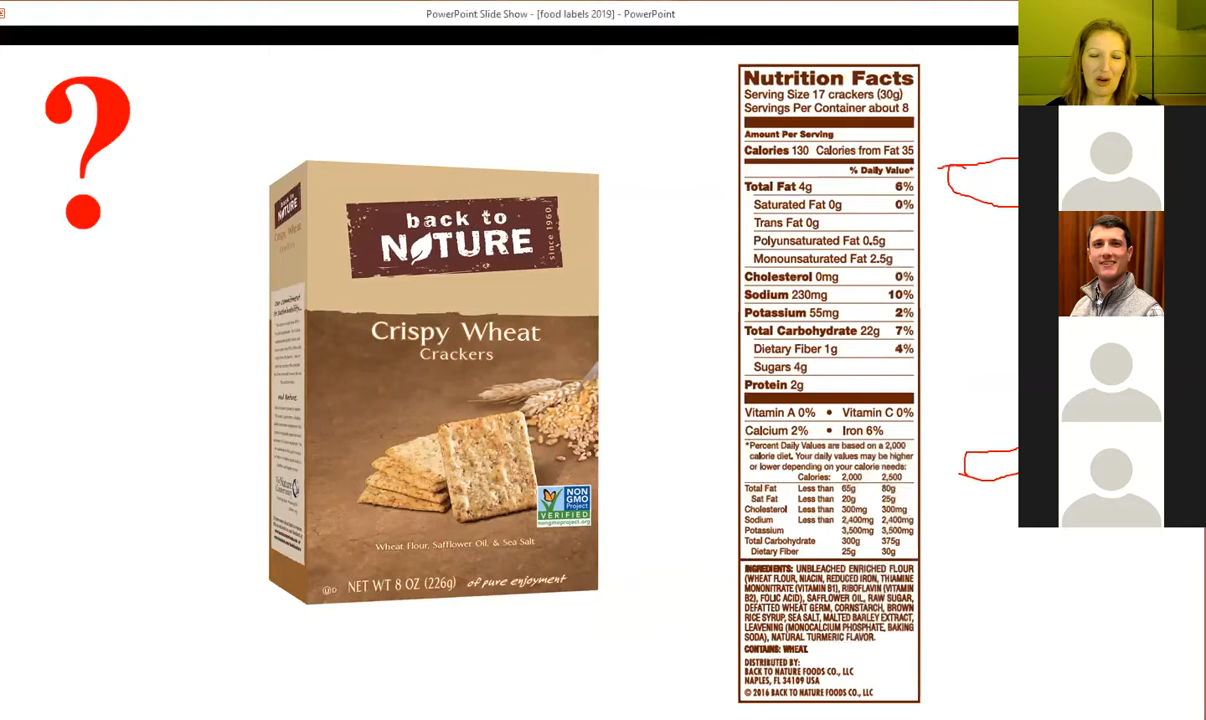 PowerPoint Slide Show - [food labels 2019] - PowerPoint
?
back to
NATURE
since 1960
back to
NATURE
Crispy Wheat
Crispy Wheat
Crackers
NON
GMO
Project
VERIFIED
nongmoproject.org
Wheat Flour, Safflower Oil, & Sea Salt
NET WT 8 OZ (226g) of pure enjoyment
Nutrition Facts
Serving Size 17 crackers (30g)
Servings Per Container about 8
Amount Per Serving
Calories 130 Calories from Fat 35
% Daily Value*
Total Fat 4g 6%
Saturated Fat 0g 0%
Trans Fat 0g
Polyunsaturated Fat 0.5g
Monounsaturated Fat 2.5g
Cholesterol 0mg 0%
Sodium 230mg 10%
Potassium 55mg 2%
Total Carbohydrate 22g 7%
Dietary Fiber 1g 4%
Sugars 4g
Protein 2g
Vitamin A 0% • Vitamin C 0%
Calcium 2% • Iron 6%
*Percent Daily Values are based on a 2,000
calorie diet. Your daily values may be higher
or lower depending on your calorie needs:
Calories: 2,000 2,500
Total Fat Less than 65g 80g
Sat Fat Less than 20g 25g
Cholesterol Less than 300mg 300mg
Sodium Less than 2,400mg 2,400mg
Potassium 3,500mg 3,500mg
Total Carbohydrate 300g 375g
Dietary Fiber 25g 30g
INGREDIENTS: UNBLEACHED ENRICHED FLOUR
(WHEAT FLOUR, NIACIN, REDUCED IRON, THIAMINE
MONONITRATE (VITAMIN B1), RIBOFLAVIN (VITAMIN
B2), FOLIC ACID), SAFFLOWER OIL, RAW SUGAR,
DEFATTED WHEAT GERM, CORNSTARCH, BROWN
RICE SYRUP, SEA SALT, MALTED BARLEY EXTRACT,
LEAVENING (MONOCALCIUM PHOSPHATE, BAKING
SODA), NATURAL TURMERIC FLAVOR.
CONTAINS: WHEAT.
DISTRIBUTED BY:
BACK TO NATURE FOODS CO., LLC
NAPLES, FL 34109 USA
© 2016 BACK TO NATURE FOODS CO., LLC